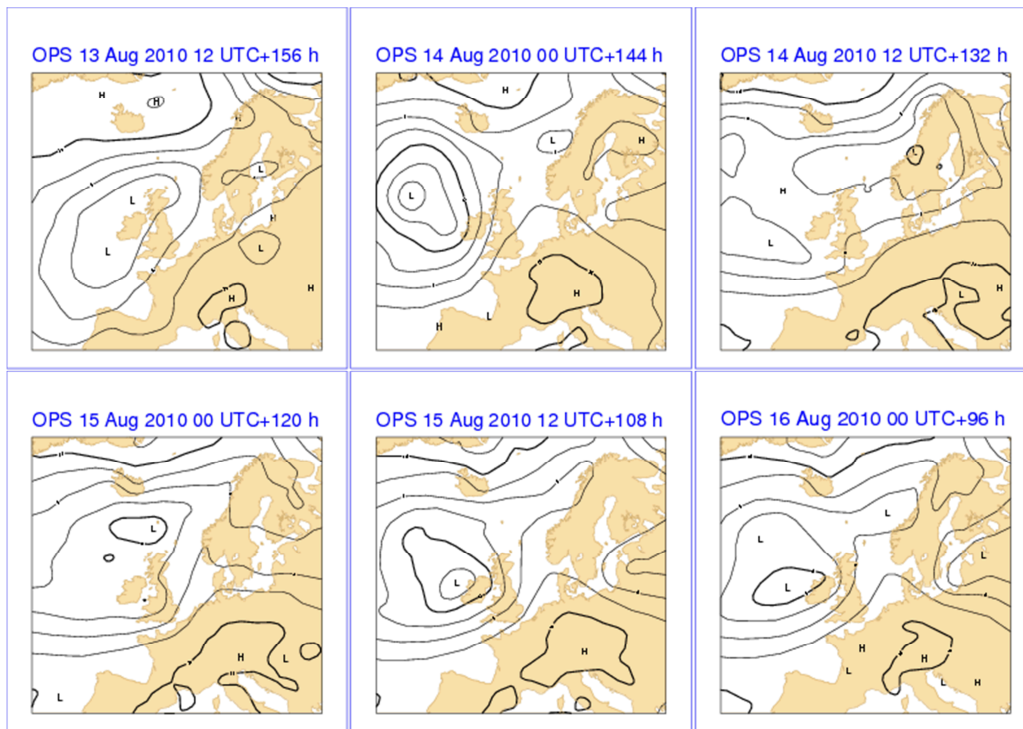 OPS 13 Aug 2010 12 UTC+156 h
OPS 14 Aug 2010 00 UTC+144 h
OPS 14 Aug 2010 12 UTC+132 h
H
H
H
L
L
H
L
L
H
H
H
L
H
L
H
H
L
L
H
L
L
H
OPS 15 Aug 2010 00 UTC+120 h
OPS 15 Aug 2010 12 UTC+108 h
OPS 16 Aug 2010 00 UTC+96 h
L
H
L
L
L
H
L
L
L
L
H
L
H
L
H